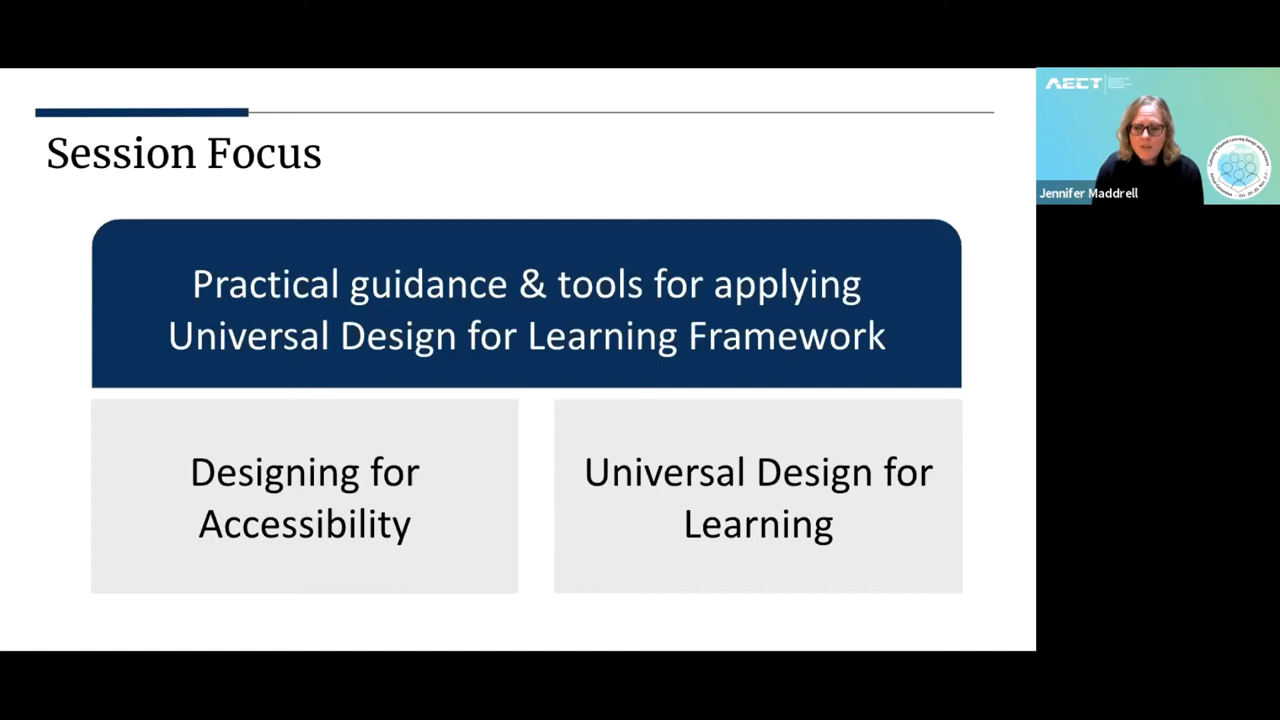 Session Focus
Practical guidance & tools for applying
Universal Design for Learning Framework
Designing for
Accessibility
Universal Design for
Learning
AECT
Jennifer Maddrell